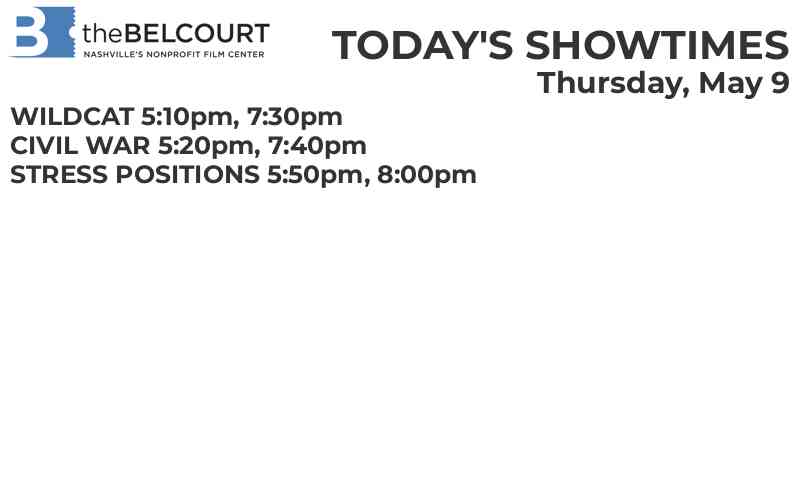 theBELCOURT
NASHVILLE'S NONPROFIT FILM CENTER
TODAY'S SHOWTIMES
Thursday, May 9
WILDCAT 5:10pm, 7:30pm
CIVIL WAR 5:20pm, 7:40pm
STRESS POSITIONS 5:50pm, 8:00pm